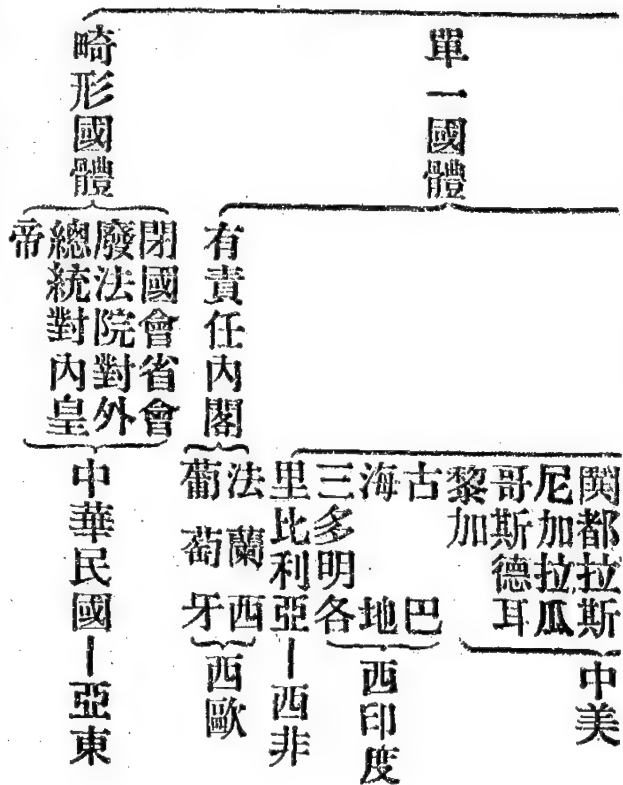 單一國體
閧都拉斯
尼加拉瓜
哥斯德耳
黎加
中美
古巴
海地
三多明各
西印度
里比利亞—西非
有責任內閣
法蘭西
葡萄牙
西歐
畸形國體
閉國會省會
廢法院對外
總統對內皇
帝
中華民國—亞東